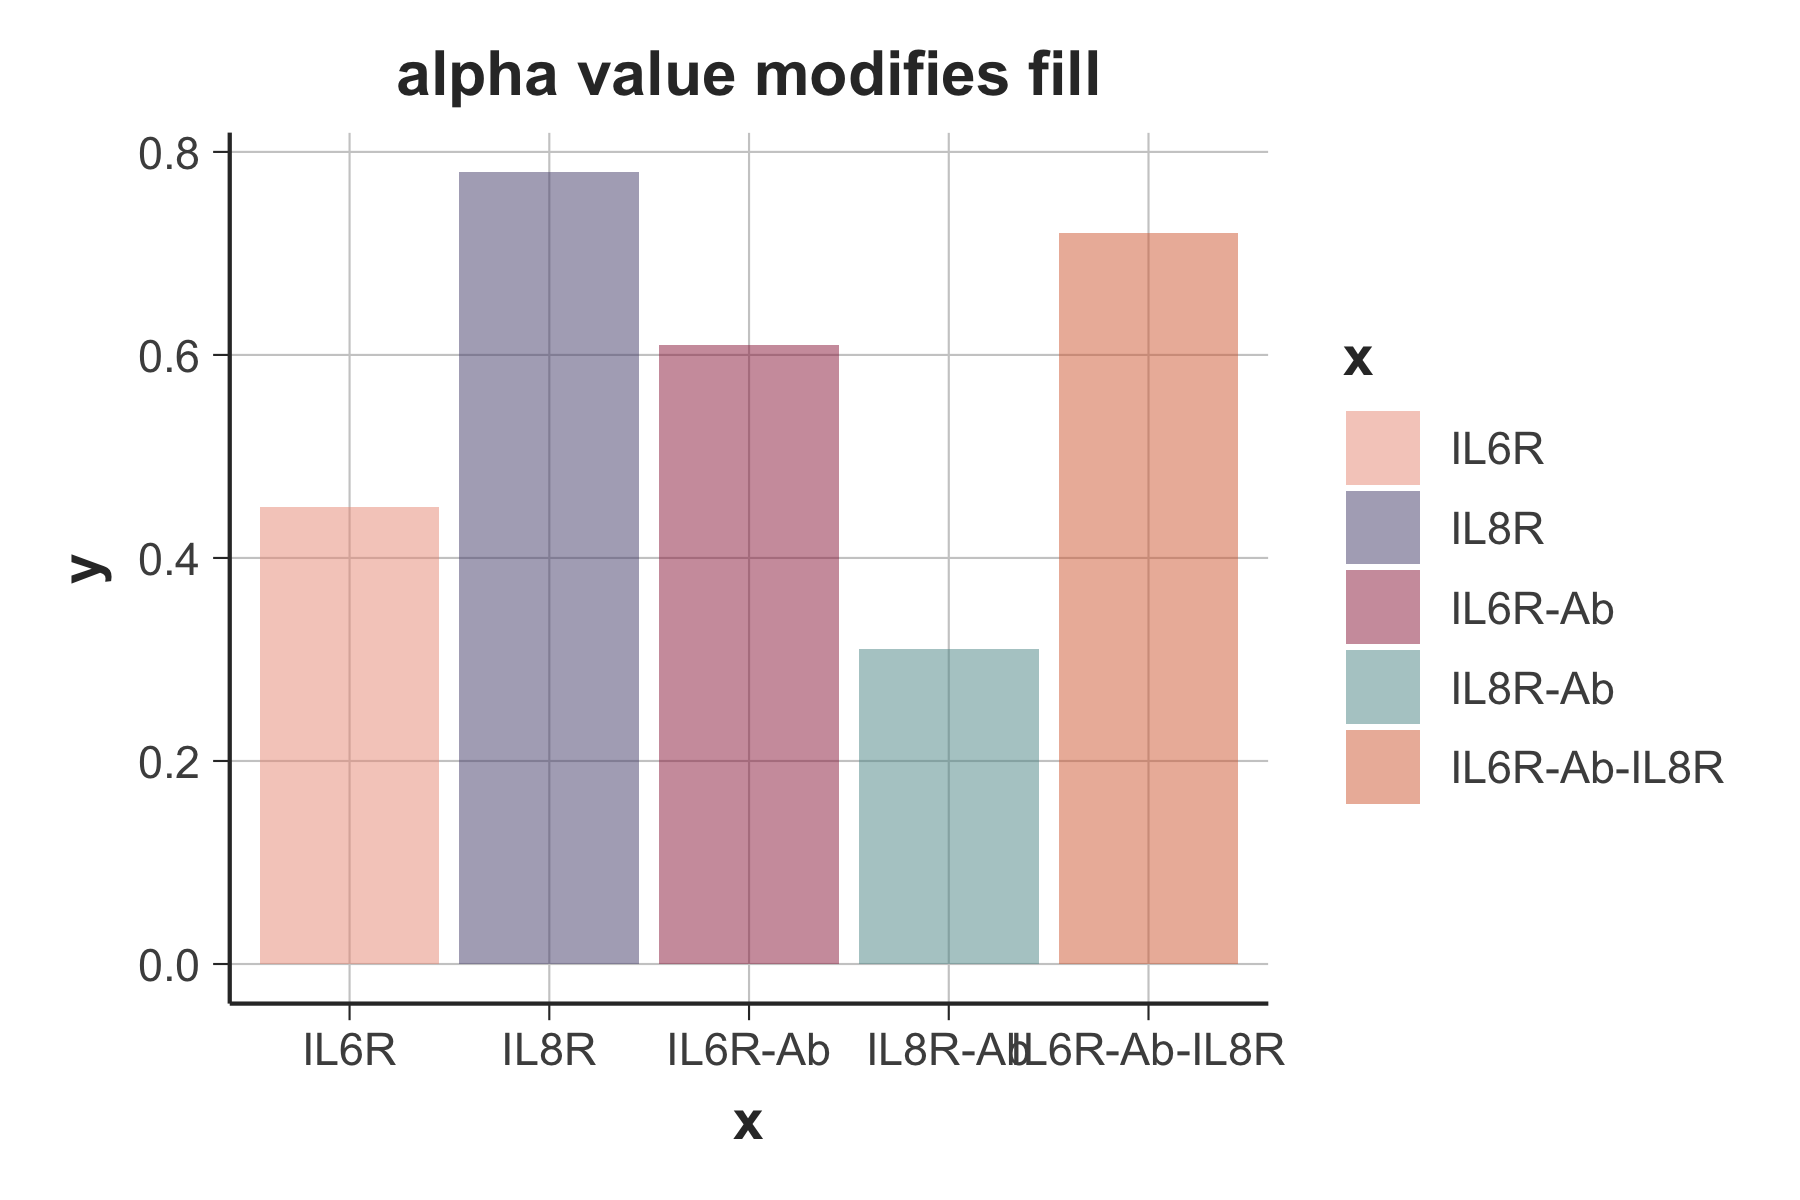 alpha value modifies fill
y
0.8
0.6
0.4
0.2
0.0
IL6R IL8R IL6R-Ab IL8R-Ab IL6R-Ab-IL8R
x
x
IL6R
IL8R
IL6R-Ab
IL8R-Ab
IL6R-Ab-IL8R